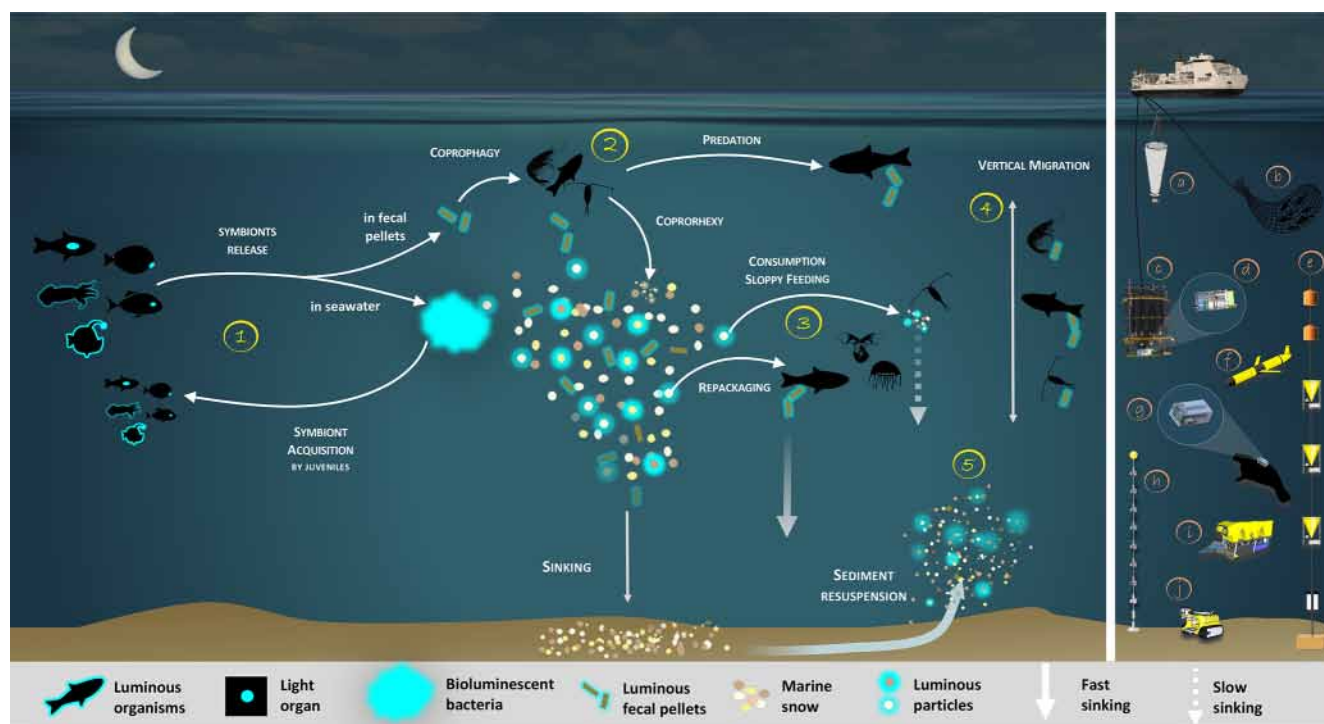 COPROPHAGY
2
PREDATION
VERTICAL MIGRATION
4
in fecal
pellets
COPRORHEXY
SYMBIONTS
RELEASE
in seawater
1
CONSUMPTION
SLOPPY FEEDING
3
REPACKAGING
SYMBIONT
ACQUISITION
BY JUVENILES
5
SINKING
SEDIMENT
RESUSPENSION
a
b
c
d
e
f
g
h
i
j
Luminous
organisms
Light
organ
Bioluminescent
bacteria
Luminous
fecal pellets
Marine
snow
Luminous
particles
Fast
sinking
Slow
sinking